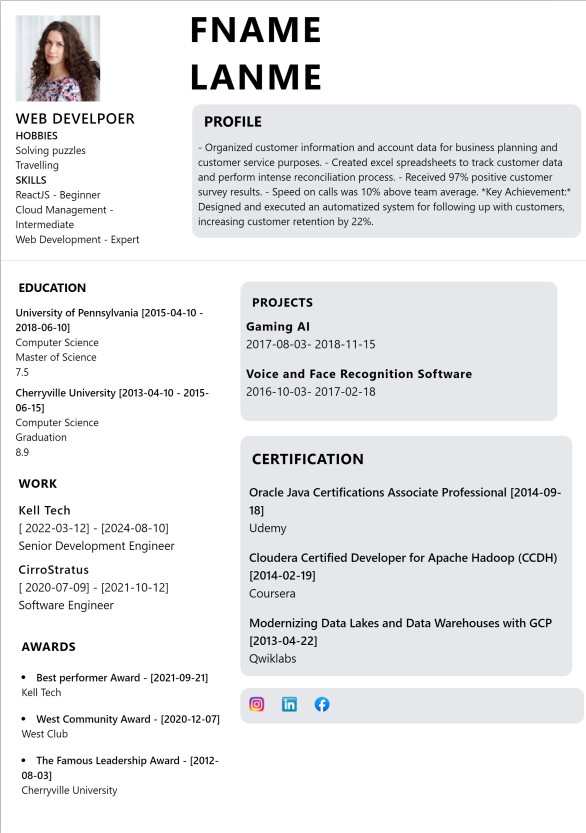 FNAME
LANME
WEB DEVELPOER
HOBBIES
Solving puzzles
Travelling
SKILLS
ReactJS - Beginner
Cloud Management -
Intermediate
Web Development - Expert
PROFILE
- Organized customer information and account data for business planning and
customer service purposes. - Created excel spreadsheets to track customer data
and perform intense reconciliation process. - Received 97% positive customer
survey results. - Speed on calls was 10% above team average. *Key Achievement:*
Designed and executed an automatized system for following up with customers,
increasing customer retention by 22%.
EDUCATION
University of Pennsylvania [2015-04-10 -
2018-06-10]
Computer Science
Master of Science
7.5
Cherryville University [2013-04-10 - 2015-
06-15]
Computer Science
Graduation
8.9
WORK
Kell Tech
[ 2022-03-12] - [2024-08-10]
Senior Development Engineer
CirroStratus
[ 2020-07-09] - [2021-10-12]
Software Engineer
AWARDS
• Best performer Award - [2021-09-21]
Kell Tech
• West Community Award - [2020-12-07]
West Club
• The Famous Leadership Award - [2012-
08-03]
Cherryville University
PROJECTS
Gaming AI
2017-08-03- 2018-11-15
Voice and Face Recognition Software
2016-10-03- 2017-02-18
CERTIFICATION
Oracle Java Certifications Associate Professional [2014-09-
18]
Udemy
Cloudera Certified Developer for Apache Hadoop (CCDH)
[2014-02-19]
Coursera
Modernizing Data Lakes and Data Warehouses with GCP
[2013-04-22]
Qwiklabs